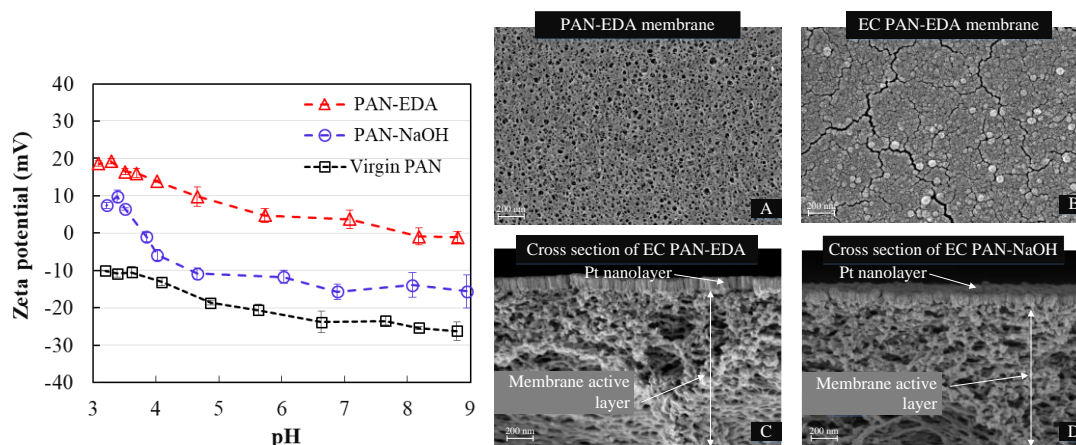 40
30
20
10
0
-10
-20
-30
-40
Zeta potential (mV)
3 4 5 6 7 8 9
pH
PAN-EDA
PAN-NaOH
Virgin PAN
PAN-EDA membrane
200 nm
A
EC PAN-EDA membrane
200 nm
B
Cross section of EC PAN-EDA
Pt nanolayer
Membrane active
layer
200 nm
C
Cross section of EC PAN-NaOH
Pt nanolayer
Membrane active
layer
200 nm
D